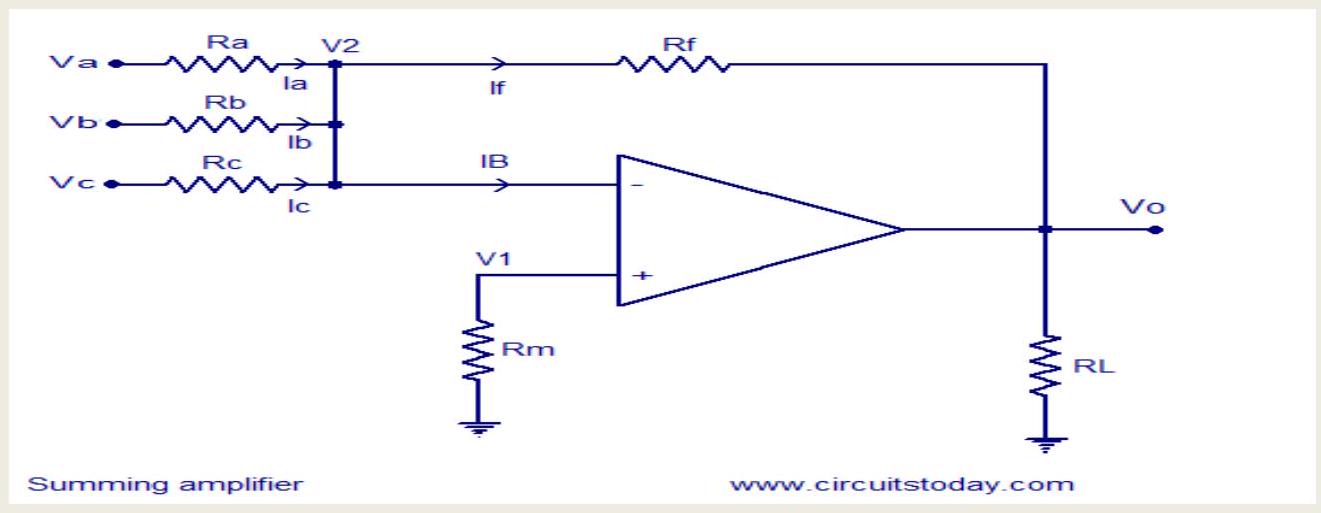 Ra V2 Rf
Va
Ia If
Rb
Vb
Ib
Rc IB
Vc
Ic
-
Vo
V1
+
Rm
RL
Summing amplifier www.circuitstoday.com